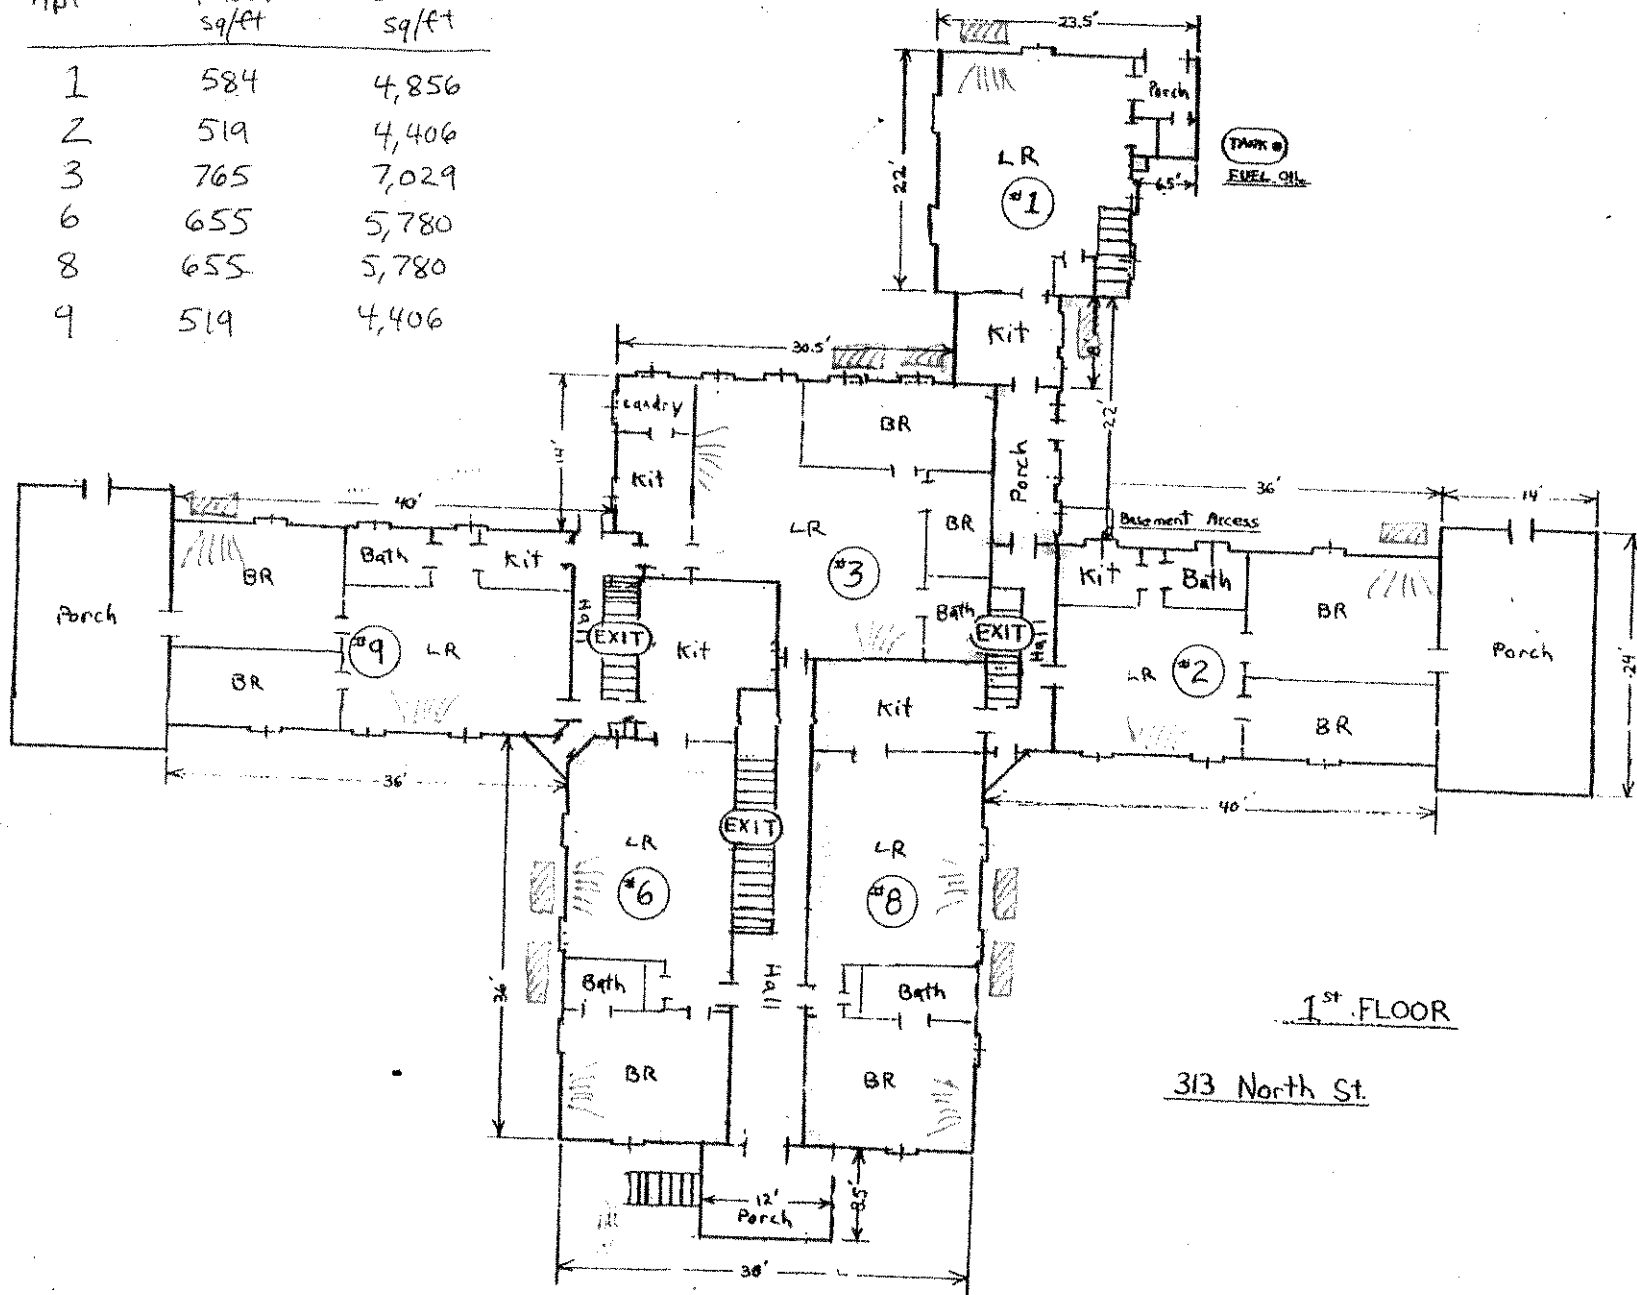 sq/ft sq/ft
1 584 4,856
2 519 4,406
3 765 7,029
6 655 5,780
8 655 5,780
9 519 4,406
23.5'
Porch
22'
LR
#1
TANK
FUEL OIL
6.5'
Kit
8'
22'
30.5'
14'
Landry
Kit
BR
Porch
LR
BR
#3
Bath
40'
Porch
BR
Bath
Kit
Hall
EXIT
#9
LR
BR
36'
Kit
EXIT
Hall
36'
14'
Basement Access
Kit
Bath
BR
Porch
24'
LR
#2
BR
40'
Kit
LR
EXIT
LR
#6
#8
36'
Bath
Hall
Bath
BR
BR
12'
Porch
8.5'
1st FLOOR
313 North St.